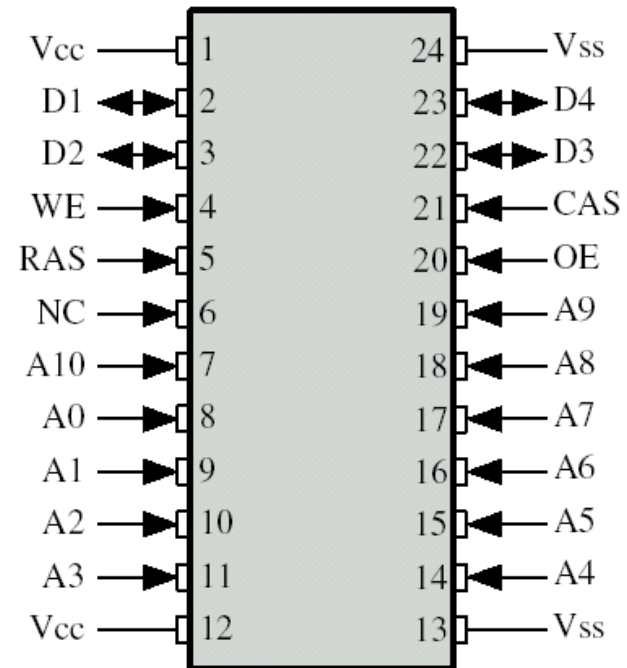 Vcc 1 24 Vss
D1 2 23 D4
D2 3 22 D3
WE 4 21 CAS
RAS 5 20 OE
NC 6 19 A9
A10 7 18 A8
A0 8 17 A7
A1 9 16 A6
A2 10 15 A5
A3 11 14 A4
Vcc 12 13 Vss